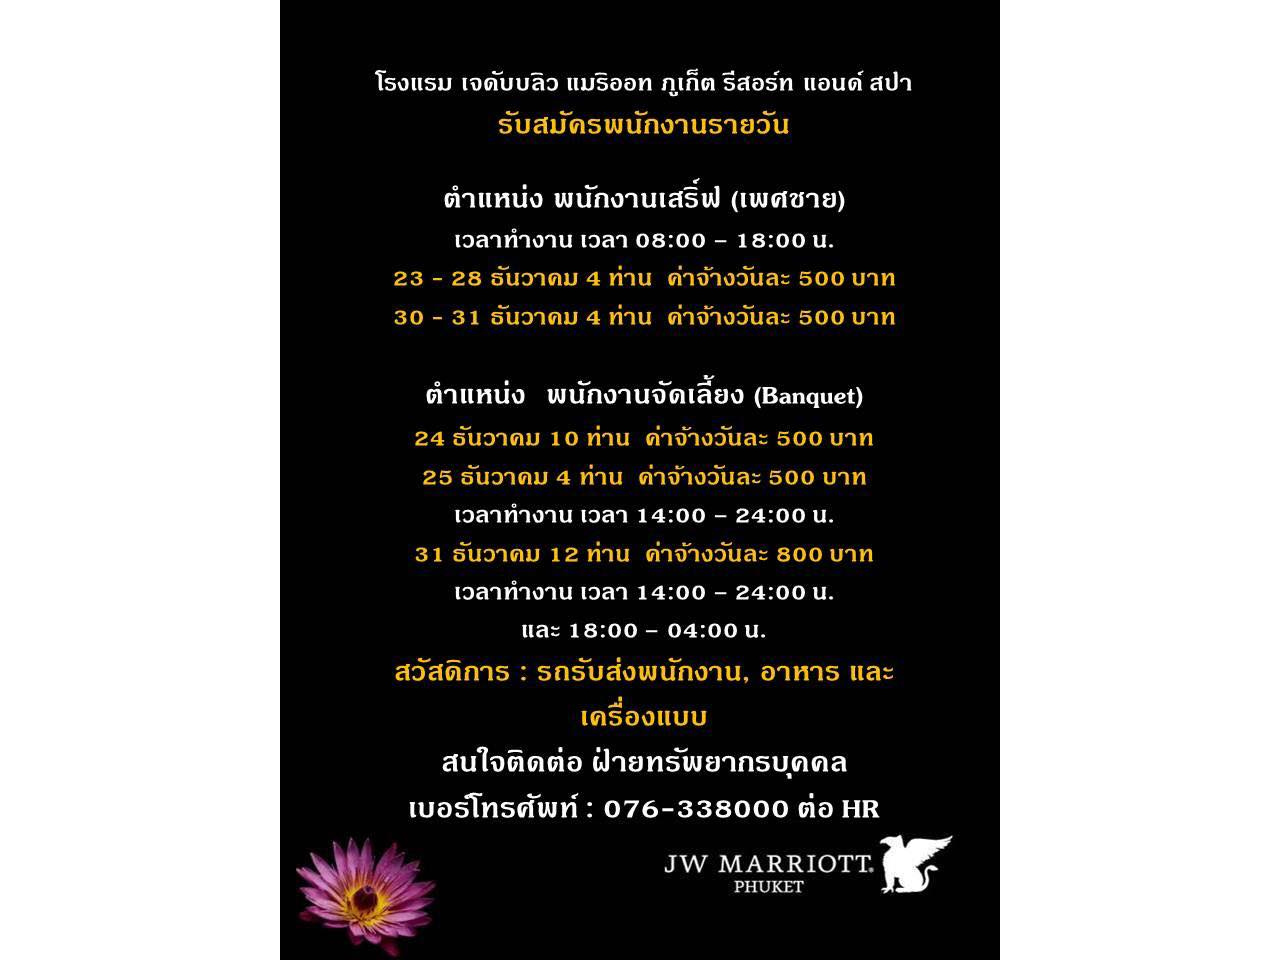 โรงแรม เจดับบลิว แมริออท ภูเก็ต รีสอร์ท แอนด์ สปา
รับสมัครพนักงานรายวัน
ตำแหน่ง พนักงานเสริ์ฟ (เพศชาย)
เวลาทำงาน เวลา 08:00 – 18:00 น.
23 - 28 ธันวาคม 4 ท่าน ค่าจ้างวันละ 500 บาท
30 - 31 ธันวาคม 4 ท่าน ค่าจ้างวันละ 500 บาท
ตำแหน่ง พนักงานจัดเลี้ยง (Banquet)
24 ธันวาคม 10 ท่าน ค่าจ้างวันละ 500 บาท
25 ธันวาคม 4 ท่าน ค่าจ้างวันละ 500 บาท
เวลาทำงาน เวลา 14:00 – 24:00 น.
31 ธันวาคม 12 ท่าน ค่าจ้างวันละ 800 บาท
เวลาทำงาน เวลา 14:00 – 24:00 น.
และ 18:00 – 04:00 น.
สวัสดิการ : รถรับส่งพนักงาน, อาหาร และ
เครื่องแบบ
สนใจติดต่อ ฝ่ายทรัพยากรบุคคล
เบอร์โทรศัพท์ : 076-338000 ต่อ HR
JW MARRIOTT®
PHUKET